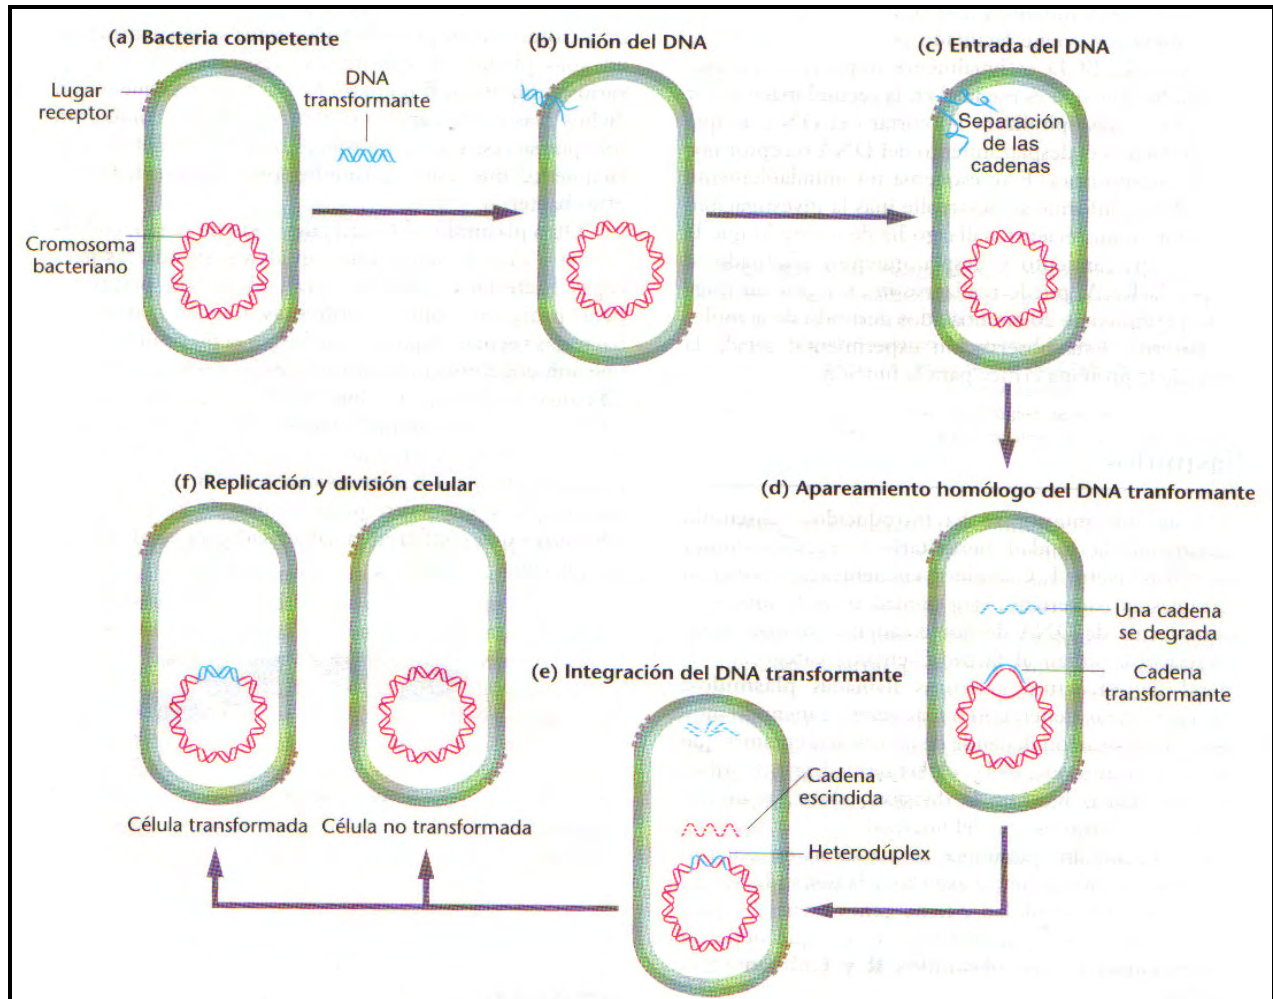 (a) Bacteria competente
Lugar
receptor
DNA
transformante
Cromosoma
bacteriano
(b) Unión del DNA
(c) Entrada del DNA
Separación
de las
cadenas
(d) Apareamiento homólogo del DNA tranformante
Una cadena
se degrada
Cadena
transformante
(e) Integración del DNA transformante
Cadena
escindida
Heterodúplex
(f) Replicación y división celular
Célula transformada
Célula no transformada